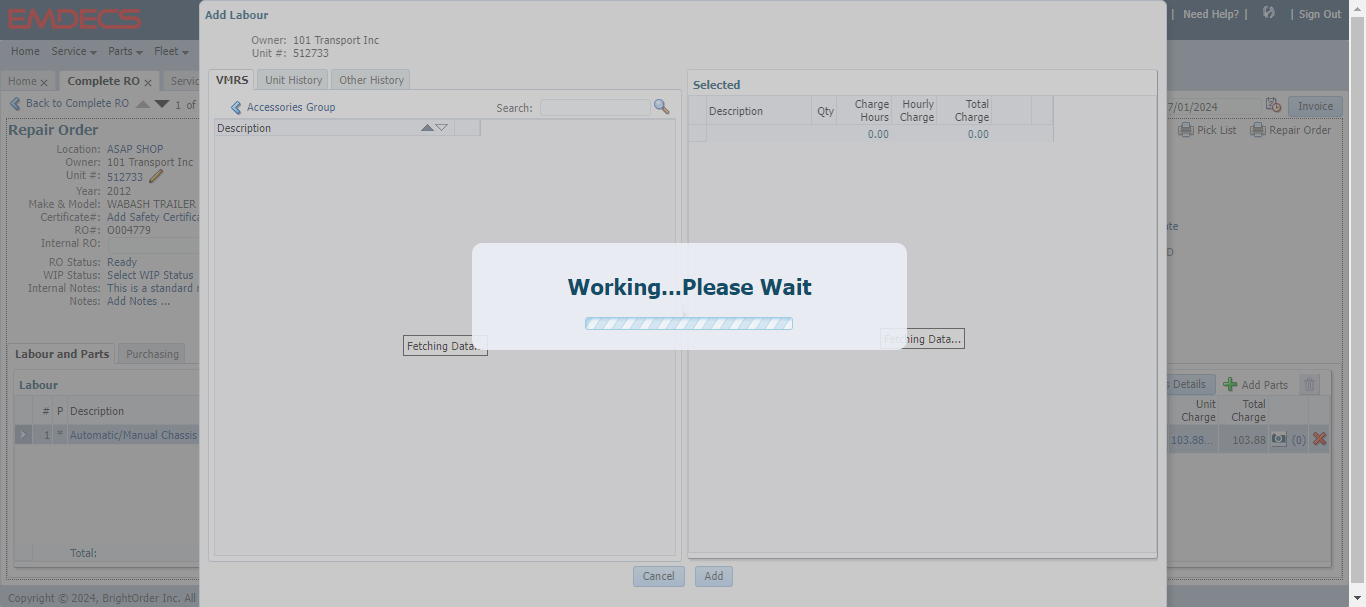 EMDECS
| Need Help? | | Sign Out
Home Service Parts Fleet
Home x Complete RO x Servic
Back to Complete RO 1 of
7/01/2024 Invoice
Pick List Repair Order
Repair Order
Location: ASAP SHOP
Owner: 101 Transport Inc
Unit #: 512733
Year: 2012
Make & Model: WABASH TRAILER
Certificate#: Add Safety Certifica
RO#: O004779
Internal RO:
RO Status: Ready
WIP Status: Select WIP Status
Internal Notes: This is a standard r
Notes: Add Notes ...
Labour and Parts Purchasing
Labour
# P Description
1 * Automatic/Manual Chassis
Total:
Copyright © 2024, BrightOrder Inc. All
Add Labour
Owner: 101 Transport Inc
Unit #: 512733
VMRS Unit History Other History
Accessories Group Search:
Description
Fetching Data...
Selected
Description Qty Charge Hours Hourly Charge Total Charge
0.00 0.00
Fetching Data...
Working...Please Wait
Cancel Add
te
D
s Details Add Parts
Unit Charge Total Charge
103.88... 103.88 (0)